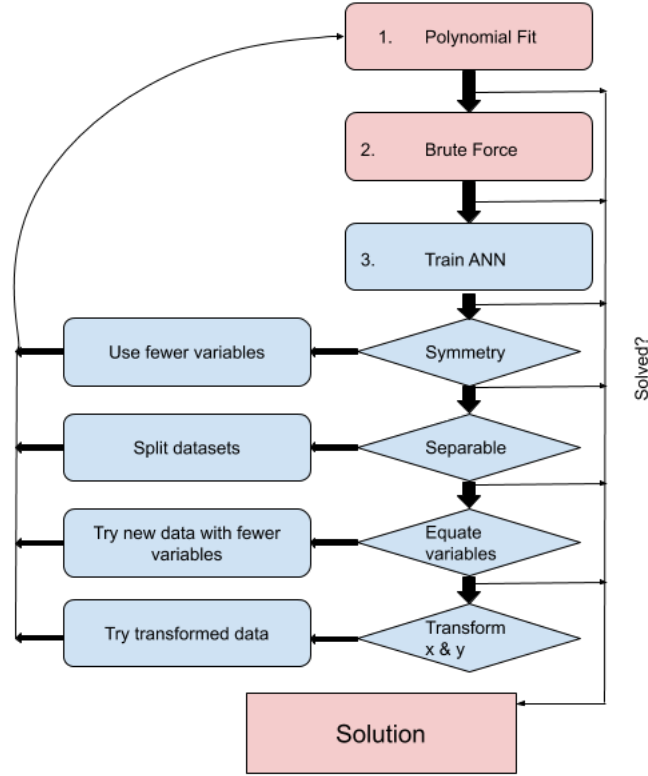 1. Polynomial Fit
2. Brute Force
3. Train ANN
Use fewer variables
Symmetry
Solved?
Split datasets
Separable
Try new data with fewer
variables
Equate
variables
Try transformed data
Transform
x & y
Solution